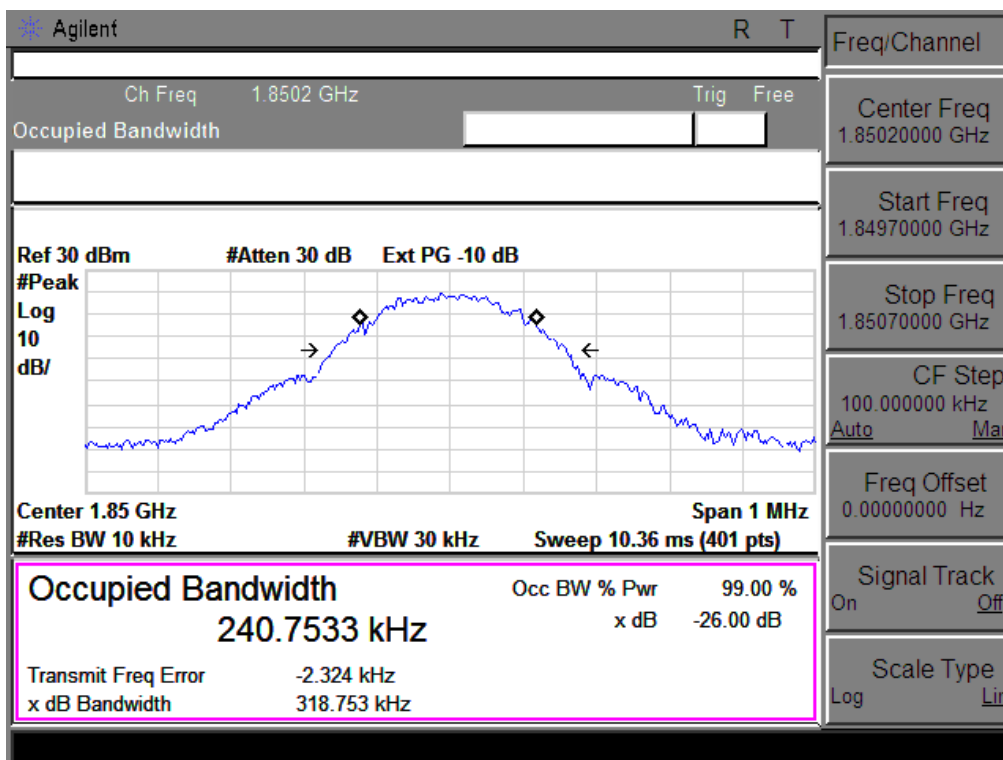 Agilent R T
Freq/Channel
Ch Freq 1.8502 GHz Trig Free
Occupied Bandwidth
Center Freq
1.85020000 GHz
Start Freq
1.84970000 GHz
Stop Freq
1.85070000 GHz
CF Step
100.000000 kHz
Auto Ma
Freq Offset
0.00000000 Hz
Signal Track
On Off
Scale Type
Log Lin
Ref 30 dBm #Atten 30 dB Ext PG -10 dB
#Peak
Log
10
dB/
Center 1.85 GHz Span 1 MHz
#Res BW 10 kHz #VBW 30 kHz Sweep 10.36 ms (401 pts)
Occupied Bandwidth Occ BW % Pwr 99.00 %
240.7533 kHz x dB -26.00 dB
Transmit Freq Error -2.324 kHz
x dB Bandwidth 318.753 kHz